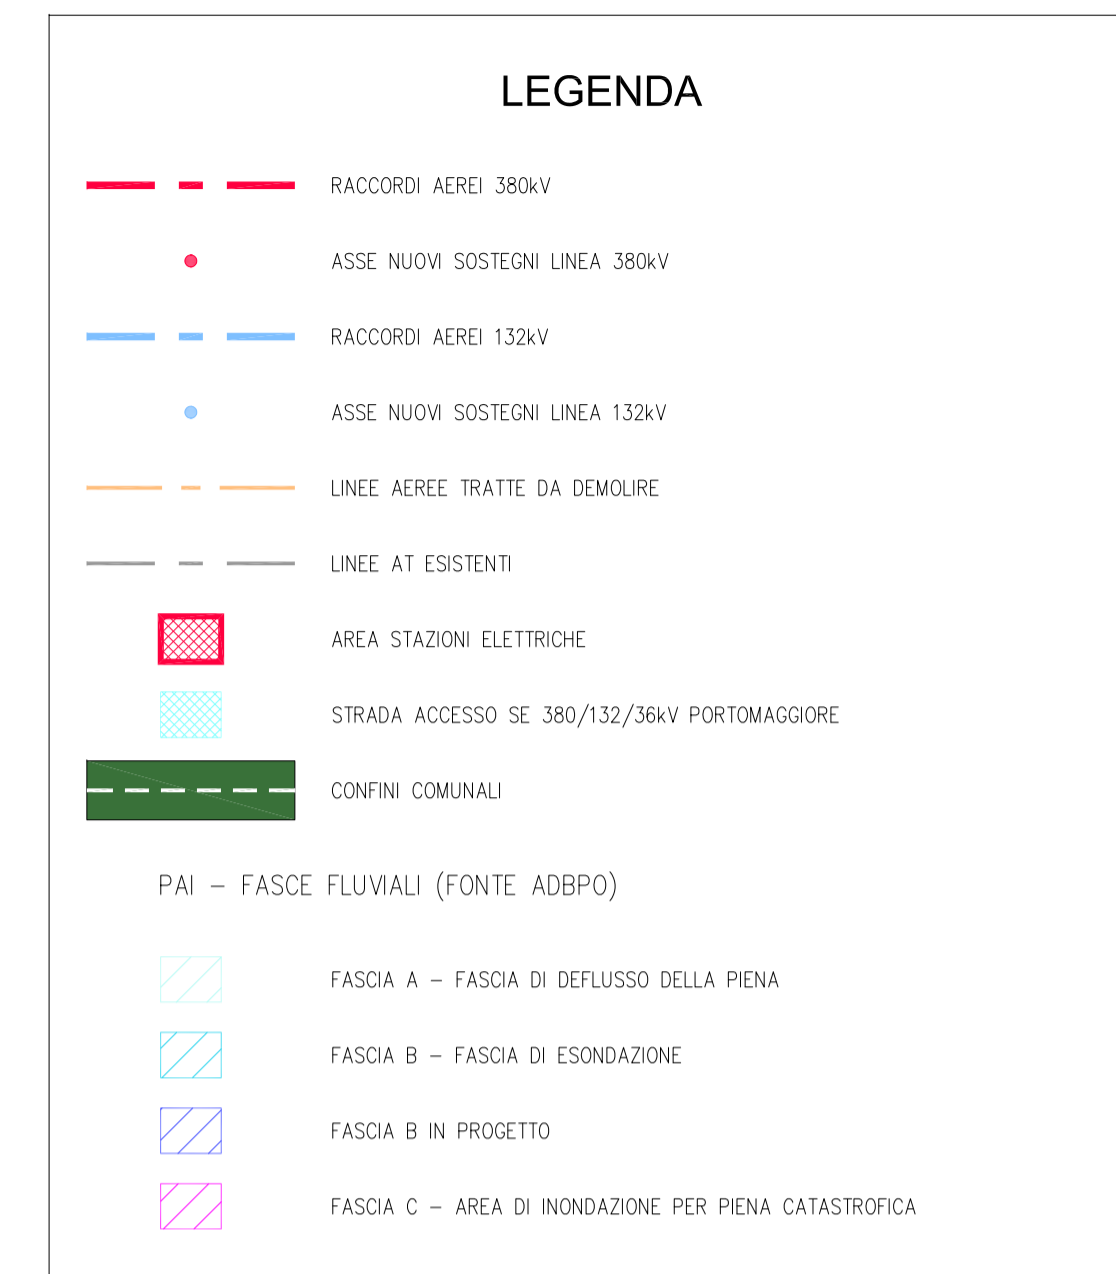 LEGENDA
RACCORDI AEREI 380kV
ASSE NUOVI SOSTEGNI LINEA 380kV
RACCORDI AEREI 132kV
ASSE NUOVI SOSTEGNI LINEA 132kV
LINEE AEREE TRATTE DA DEMOLIRE
LINEE AT ESISTENTI
AREA STAZIONI ELETTRICHE
STRADA ACCESSO SE 380/132/36kV PORTOMAGGIORE
CONFINI COMUNALI
PAI – FASCE FLUVIALI (FONTE ADBPO)
FASCIA A – FASCIA DI DEFLUSSO DELLA PIENA
FASCIA B – FASCIA DI ESONDAZIONE
FASCIA B IN PROGETTO
FASCIA C – AREA DI INONDAZIONE PER PIENA CATASTROFICA